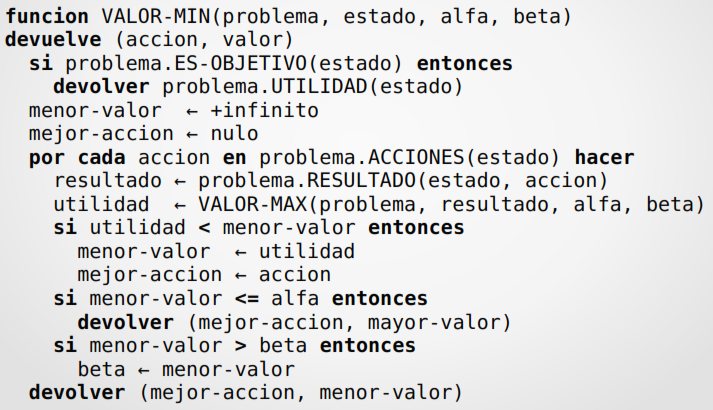 funcion VALOR-MIN(problema, estado, alfa, beta)
devuelve (accion, valor)
si problema.ES-OBJETIVO(estado) entonces
devolver problema.UTILIDAD(estado)
menor-valor ← +infinito
mejor-accion ← nulo
por cada accion en problema.ACCIONES(estado) hacer
resultado ← problema.RESULTADO(estado, accion)
utilidad ← VALOR-MAX(problema, resultado, alfa, beta)
si utilidad < menor-valor entonces
menor-valor ← utilidad
mejor-accion ← accion
si menor-valor <= alfa entonces
devolver (mejor-accion, mayor-valor)
si menor-valor > beta entonces
beta ← menor-valor
devolver (mejor-accion, menor-valor)